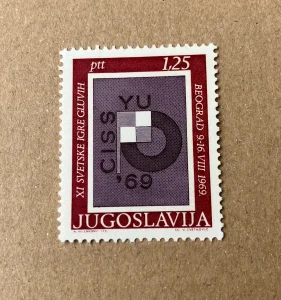 ptt 1,25
XI SVETSKE IGRE GLUVIH
CISS
YU
'69
BEOGRAD 9-16. VIII 1969.
JUGOSLAVIJA